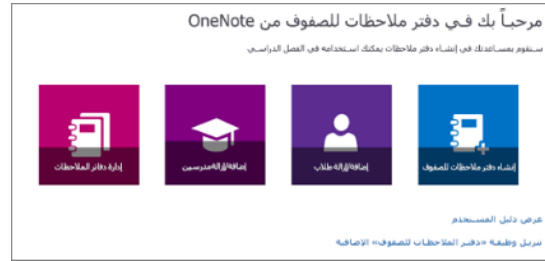 مرحباً بك في دفتر ملاحظات للصفوف من OneNote
سنقوم بمساعدتك في إنشاء دفتر ملاحظات يمكنك استخدامه في الفصل الدراسي
إنشاء دفتر ملاحظات للصفوف
إضافة/إزالة طلاب
إضافة/إزالة مدرسين
إدارة دفاتر الملاحظات
عرض دليل المستخدم
تنزيل وظيفة «دفتر الملاحظات للصفوف» الإضافية